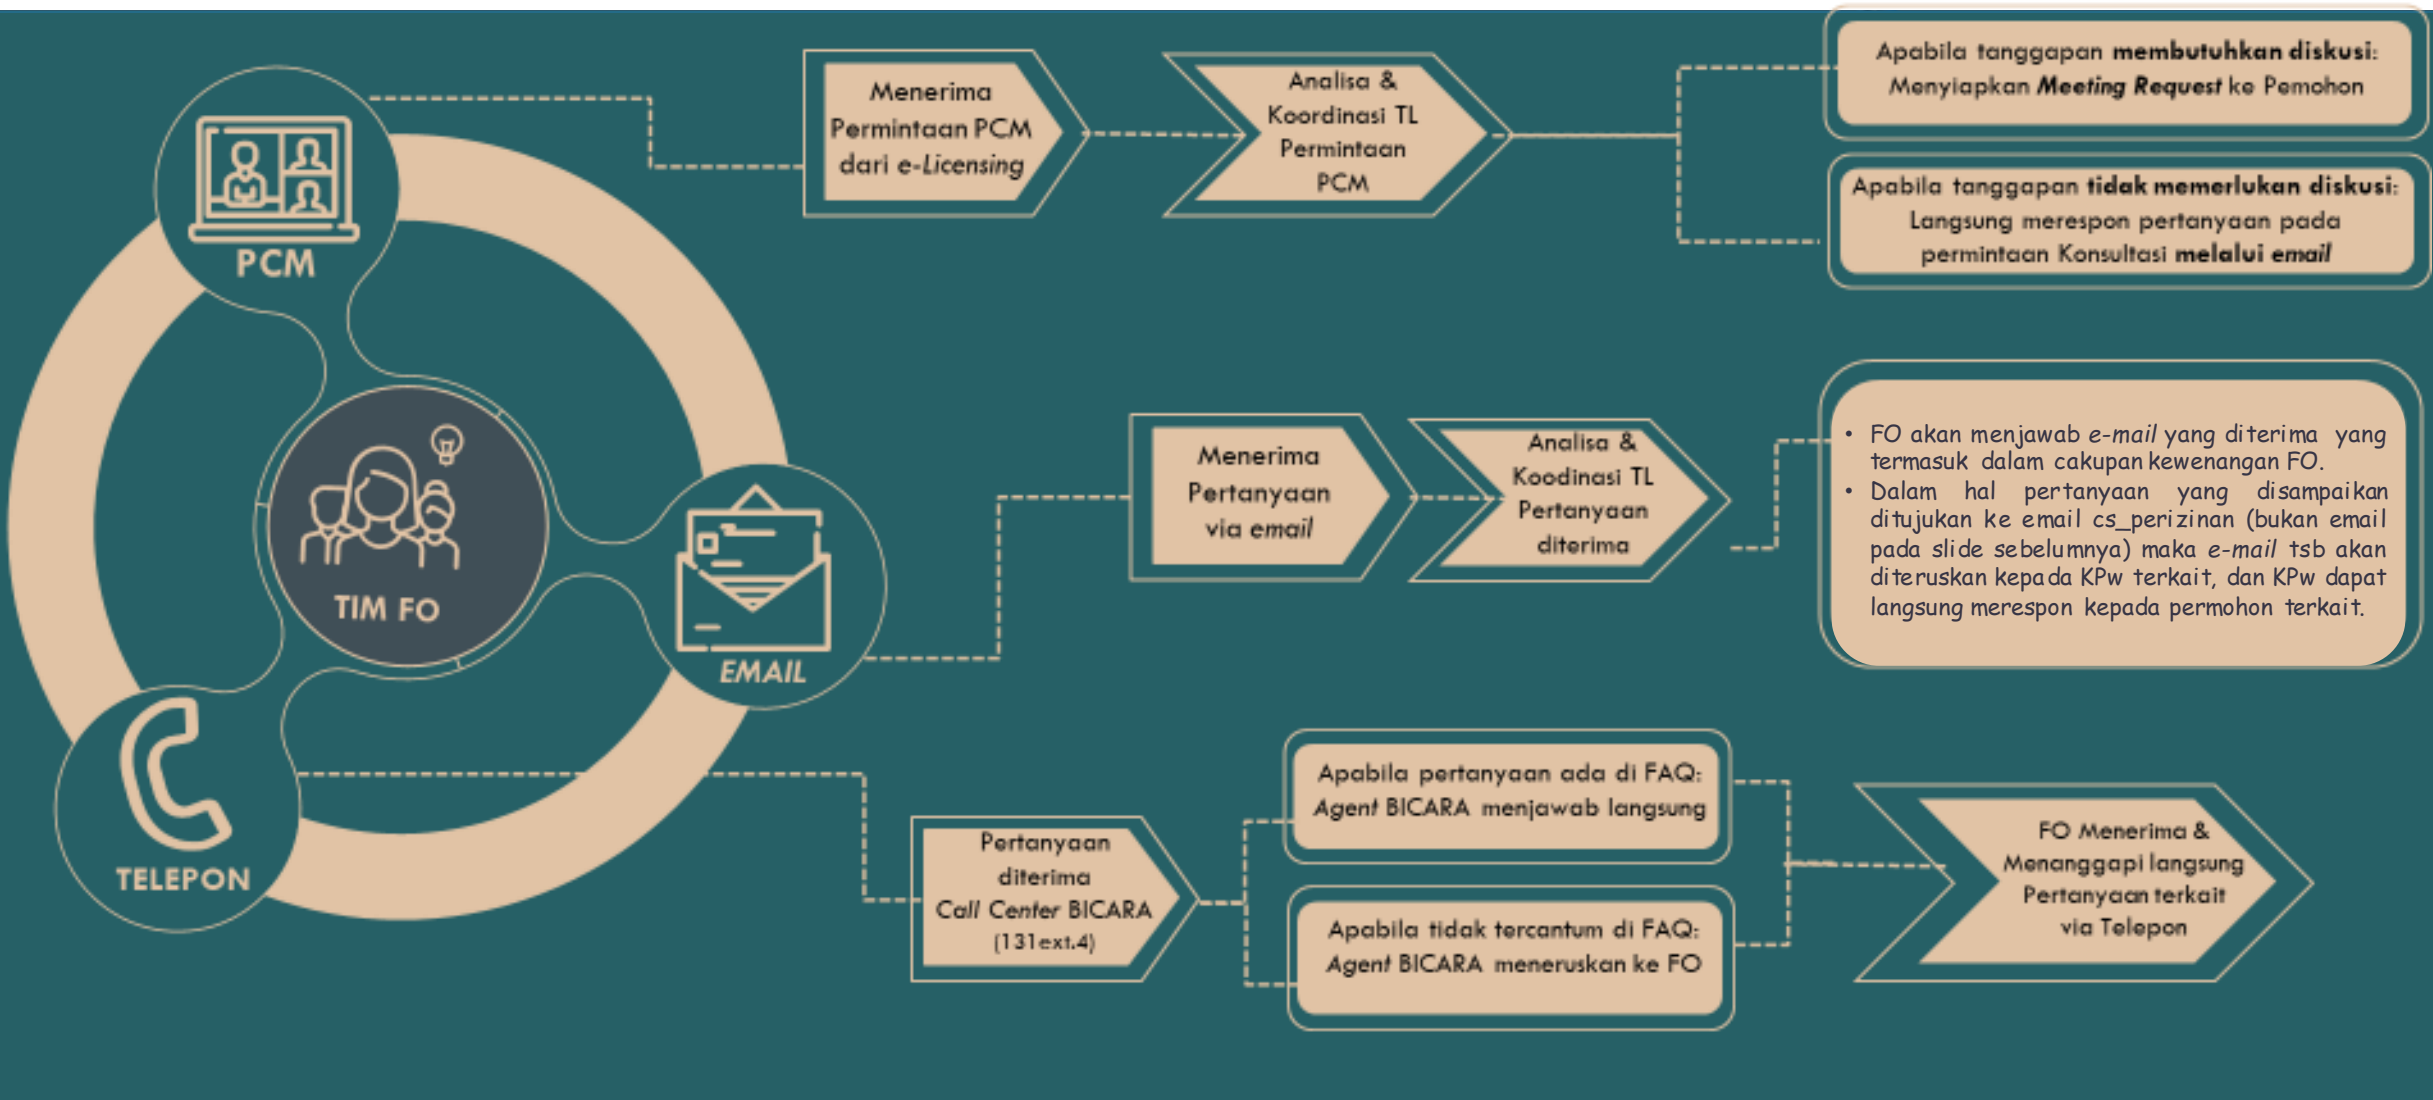 PCM
Menerima
Permintaan PCM
dari e-Licensing
Analisa &
Koordinasi TL
Permintaan
PCM
Apabila tanggapan membutuhkan diskusi:
Menyiapkan Meeting Request ke Pemohon
Apabila tanggapan tidak memerlukan diskusi:
Langsung merespon pertanyaan pada
permintaan Konsultasi melalui email
TIM FO
EMAIL
Menerima
Pertanyaan
via email
Analisa &
Koodinasi TL
Pertanyaan
diterima
• FO akan menjawab e-mail yang diterima yang
termasuk dalam cakupan kewenangan FO.
• Dalam hal pertanyaan yang disampaikan
ditujukan ke email cs_perizinan (bukan email
pada slide sebelumnya) maka e-mail tsb akan
diteruskan kepada KPw terkait, dan KPw dapat
langsung merespon kepada permohon terkait.
TELEPON
Pertanyaan
diterima
Call Center BICARA
(131ext.4)
Apabila pertanyaan ada di FAQ:
Agent BICARA menjawab langsung
Apabila tidak tercantum di FAQ:
Agent BICARA meneruskan ke FO
FO Menerima &
Menanggapi langsung
Pertanyaan terkait
via Telepon